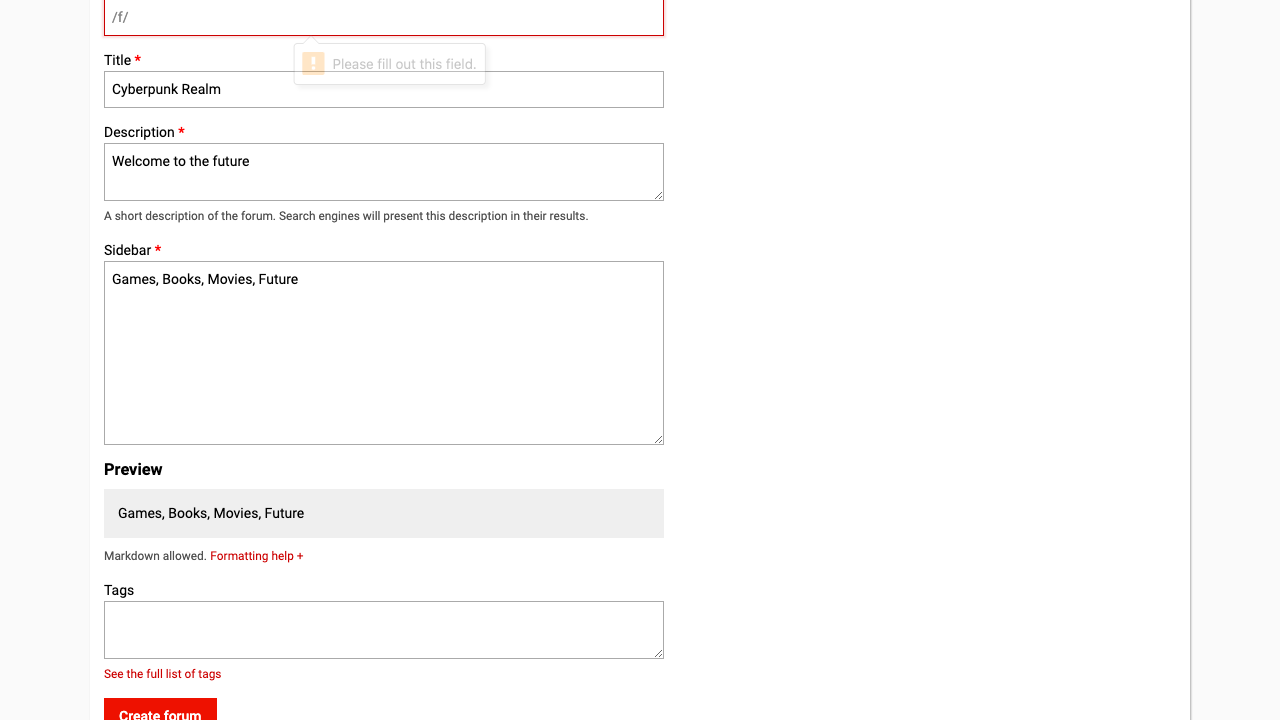 /f/
Please fill out this field.
Title *
Cyberpunk Realm
Description *
Welcome to the future
A short description of the forum. Search engines will present this description in their results.
Sidebar *
Games, Books, Movies, Future
Preview
Games, Books, Movies, Future
Markdown allowed. Formatting help +
Tags
See the full list of tags
Create forum